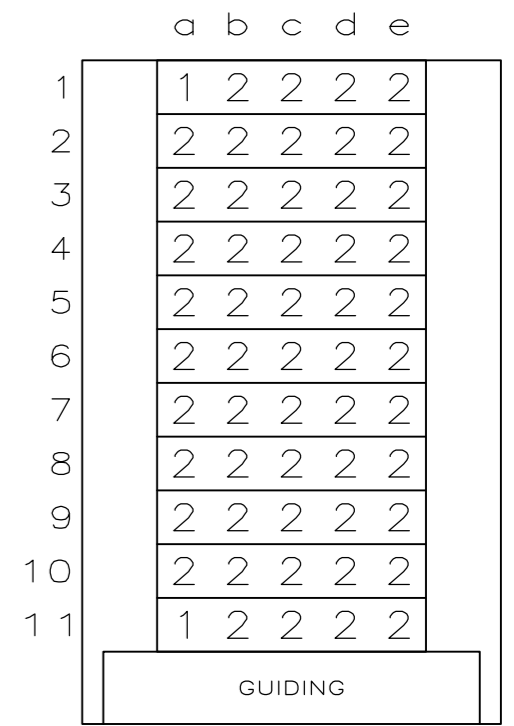 a b c d e
1 1 2 2 2 2
2 2 2 2 2 2
3 2 2 2 2 2
4 2 2 2 2 2
5 2 2 2 2 2
6 2 2 2 2 2
7 2 2 2 2 2
8 2 2 2 2 2
9 2 2 2 2 2
10 2 2 2 2 2
11 1 2 2 2 2
GUIDING